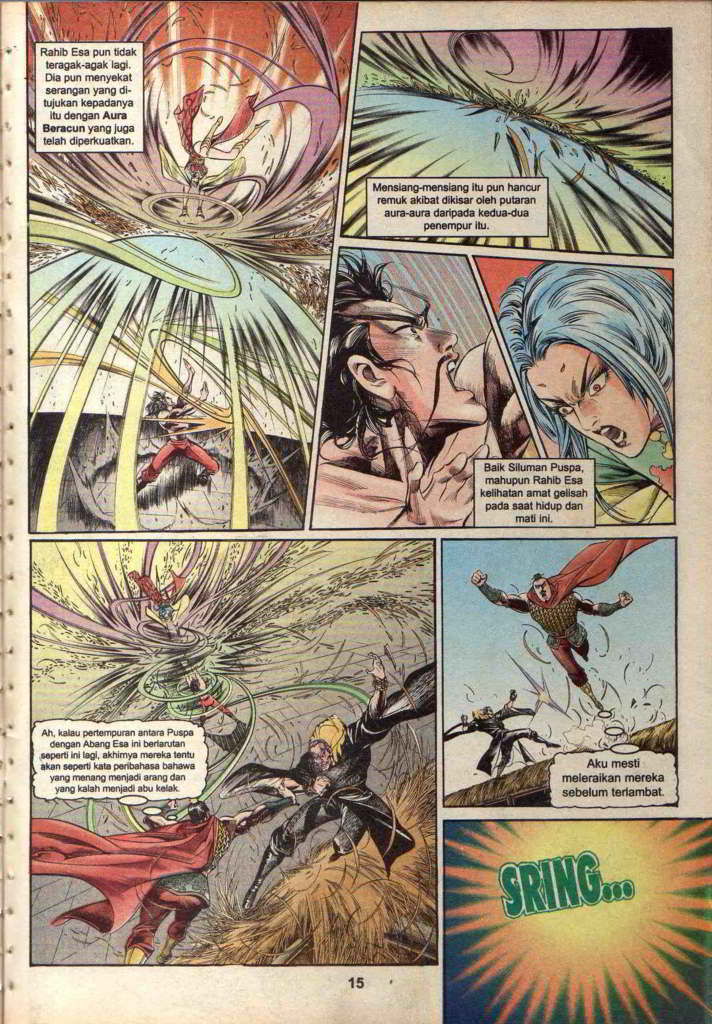 Rahib Esa pun tidak
teragak-agak lagi.
Dia pun menyekat
serangan yang di-
tujukan kepadanya
itu dengan Aura
Beracun yang juga
telah diperkuatkan.
Mensiang-mensiang itu pun hancur
remuk akibat dikisar oleh putaran
aura-aura daripada kedua-dua
penempur itu.
Baik Siluman Puspa,
mahupun Rahib Esa
kelihatan amat gelisah
pada saat hidup dan
mati ini.
Ah, kalau pertempuran antara Puspa
dengan Abang Esa ini berlarutan
seperti ini lagi, akhirnya mereka tentu
akan seperti kata peribahasa bahawa
yang menang menjadi arang dan
yang kalah menjadi abu kelak.
Aku mesti
meleraikan mereka
sebelum terlambat.
SRING...
15